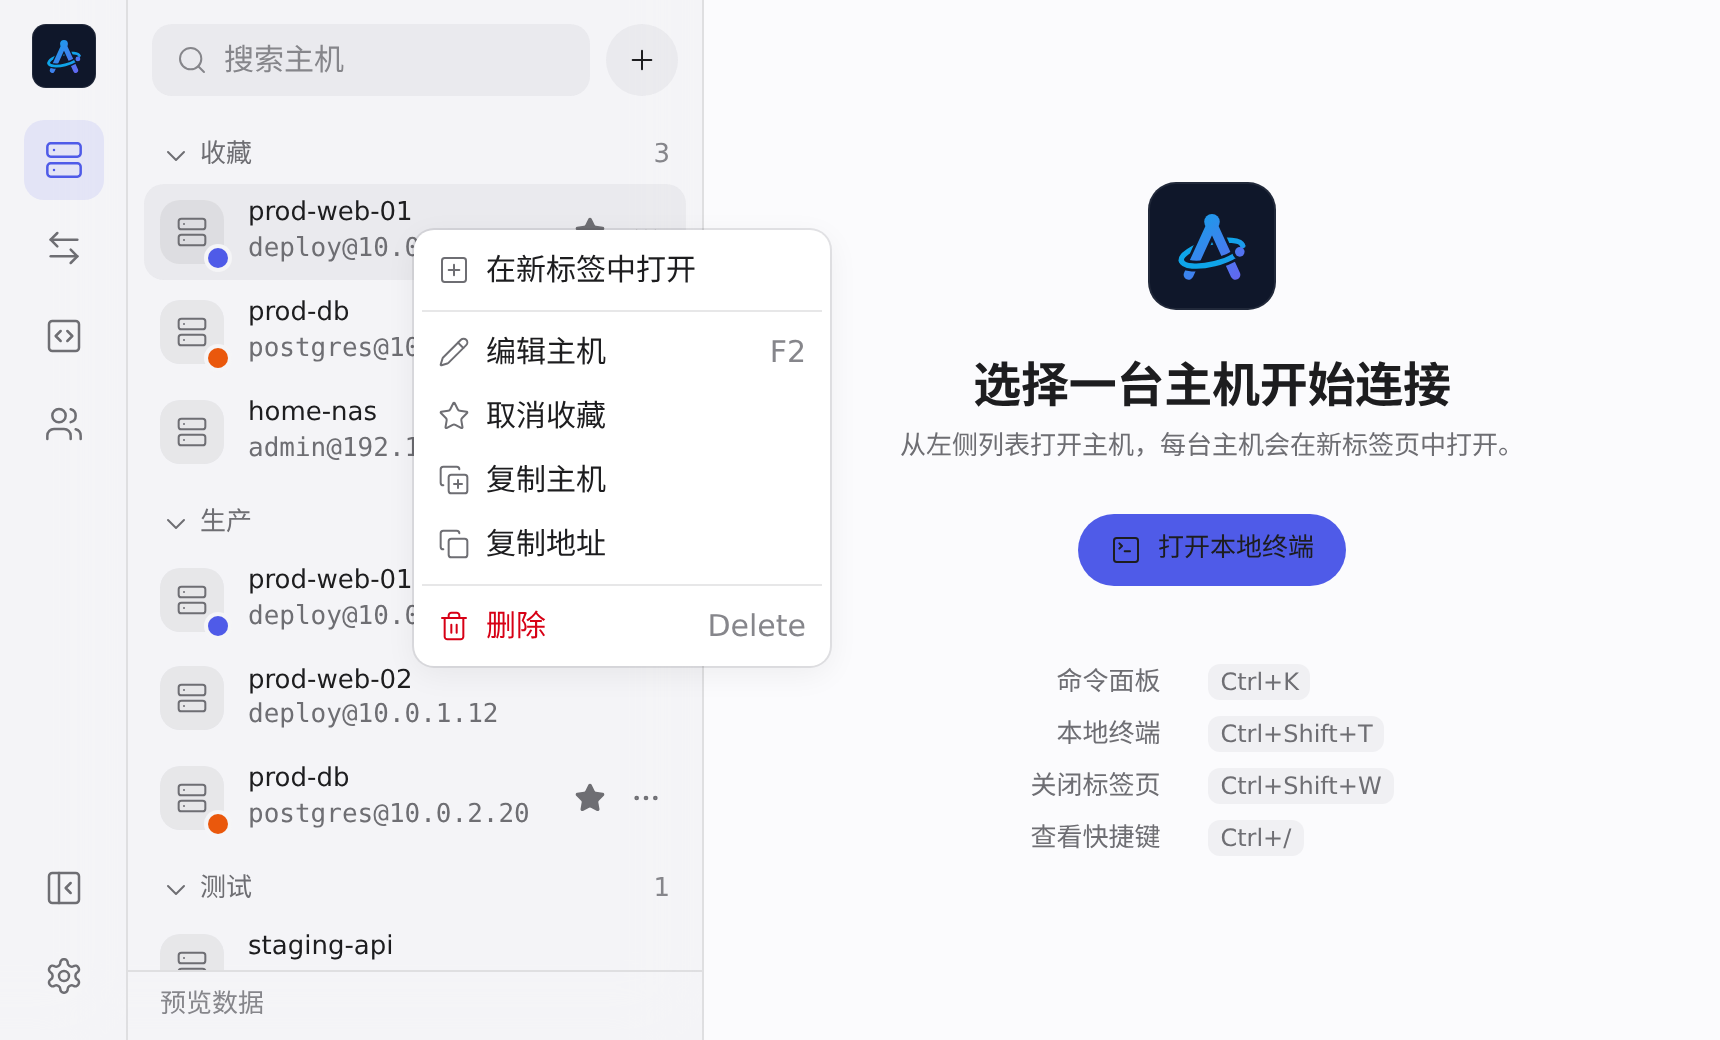 搜索主机
收藏 3
prod-web-01
deploy@10.0
prod-db
postgres@10
home-nas
admin@192.1
生产
prod-web-01
deploy@10.0
prod-web-02
deploy@10.0.1.12
prod-db
postgres@10.0.2.20
测试 1
staging-api
预览数据
在新标签中打开
编辑主机 F2
取消收藏
复制主机
复制地址
删除 Delete
选择一台主机开始连接
从左侧列表打开主机，每台主机会在新标签页中打开。
打开本地终端
命令面板 Ctrl+K
本地终端 Ctrl+Shift+T
关闭标签页 Ctrl+Shift+W
查看快捷键 Ctrl+/